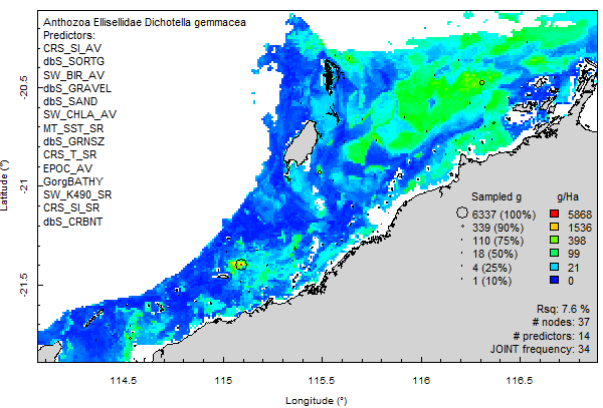 Anthozoa Ellisellidae Dichotella gemmacea
Predictors:
CRS_SI_AV
dbS_SORTG
SW_BIR_AV
dbS_GRAVEL
dbS_SAND
SW_CHLA_AV
MT_SST_SR
dbS_GRNSZ
CRS_T_SR
EPOC_AV
GorgBATHY
SW_K490_SR
CRS_SI_SR
dbS_CRBNT
Latitude (°)
-20.5
-21
-21.5
Sampled g g/Ha
6337 (100%) 5868
339 (90%) 1536
110 (75%) 398
18 (50%) 99
4 (25%) 21
1 (10%) 0
Rsq: 7.6 %
# nodes: 37
# predictors: 14
JOINT frequency: 34
114.5 115 115.5 116 116.5
Longitude (°)